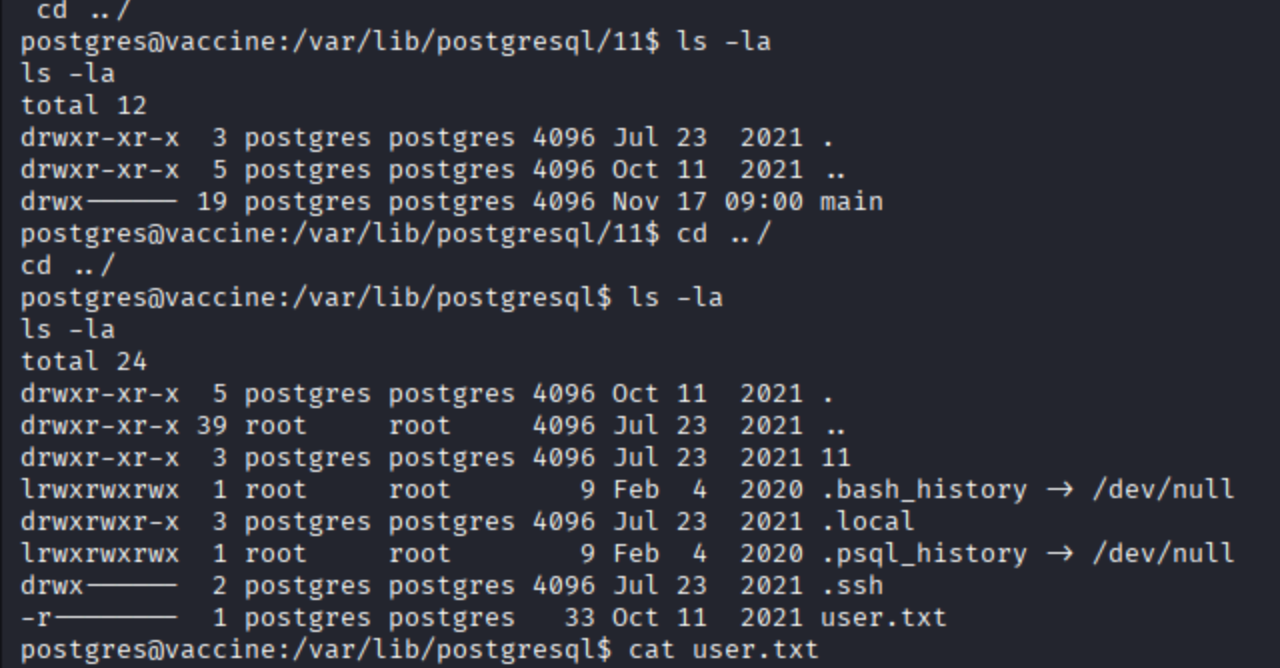 cd ../
postgres@vaccine:/var/lib/postgresql/11$ ls -la
ls -la
total 12
drwxr-xr-x  3 postgres postgres 4096 Jul 23  2021 .
drwxr-xr-x  5 postgres postgres 4096 Oct 11  2021 ..
drwx------ 19 postgres postgres 4096 Nov 17 09:00 main
postgres@vaccine:/var/lib/postgresql/11$ cd ../
cd ../
postgres@vaccine:/var/lib/postgresql$ ls -la
ls -la
total 24
drwxr-xr-x  5 postgres postgres 4096 Oct 11  2021 .
drwxr-xr-x 39 root     root     4096 Jul 23  2021 ..
drwxr-xr-x  3 postgres postgres 4096 Jul 23  2021 11
lrwxrwxrwx  1 root     root        9 Feb  4  2020 .bash_history -> /dev/null
drwxrwxr-x  3 postgres postgres 4096 Jul 23  2021 .local
lrwxrwxrwx  1 root     root        9 Feb  4  2020 .psql_history -> /dev/null
drwx------  2 postgres postgres 4096 Jul 23  2021 .ssh
-r--------  1 postgres postgres   33 Oct 11  2021 user.txt
postgres@vaccine:/var/lib/postgresql$ cat user.txt